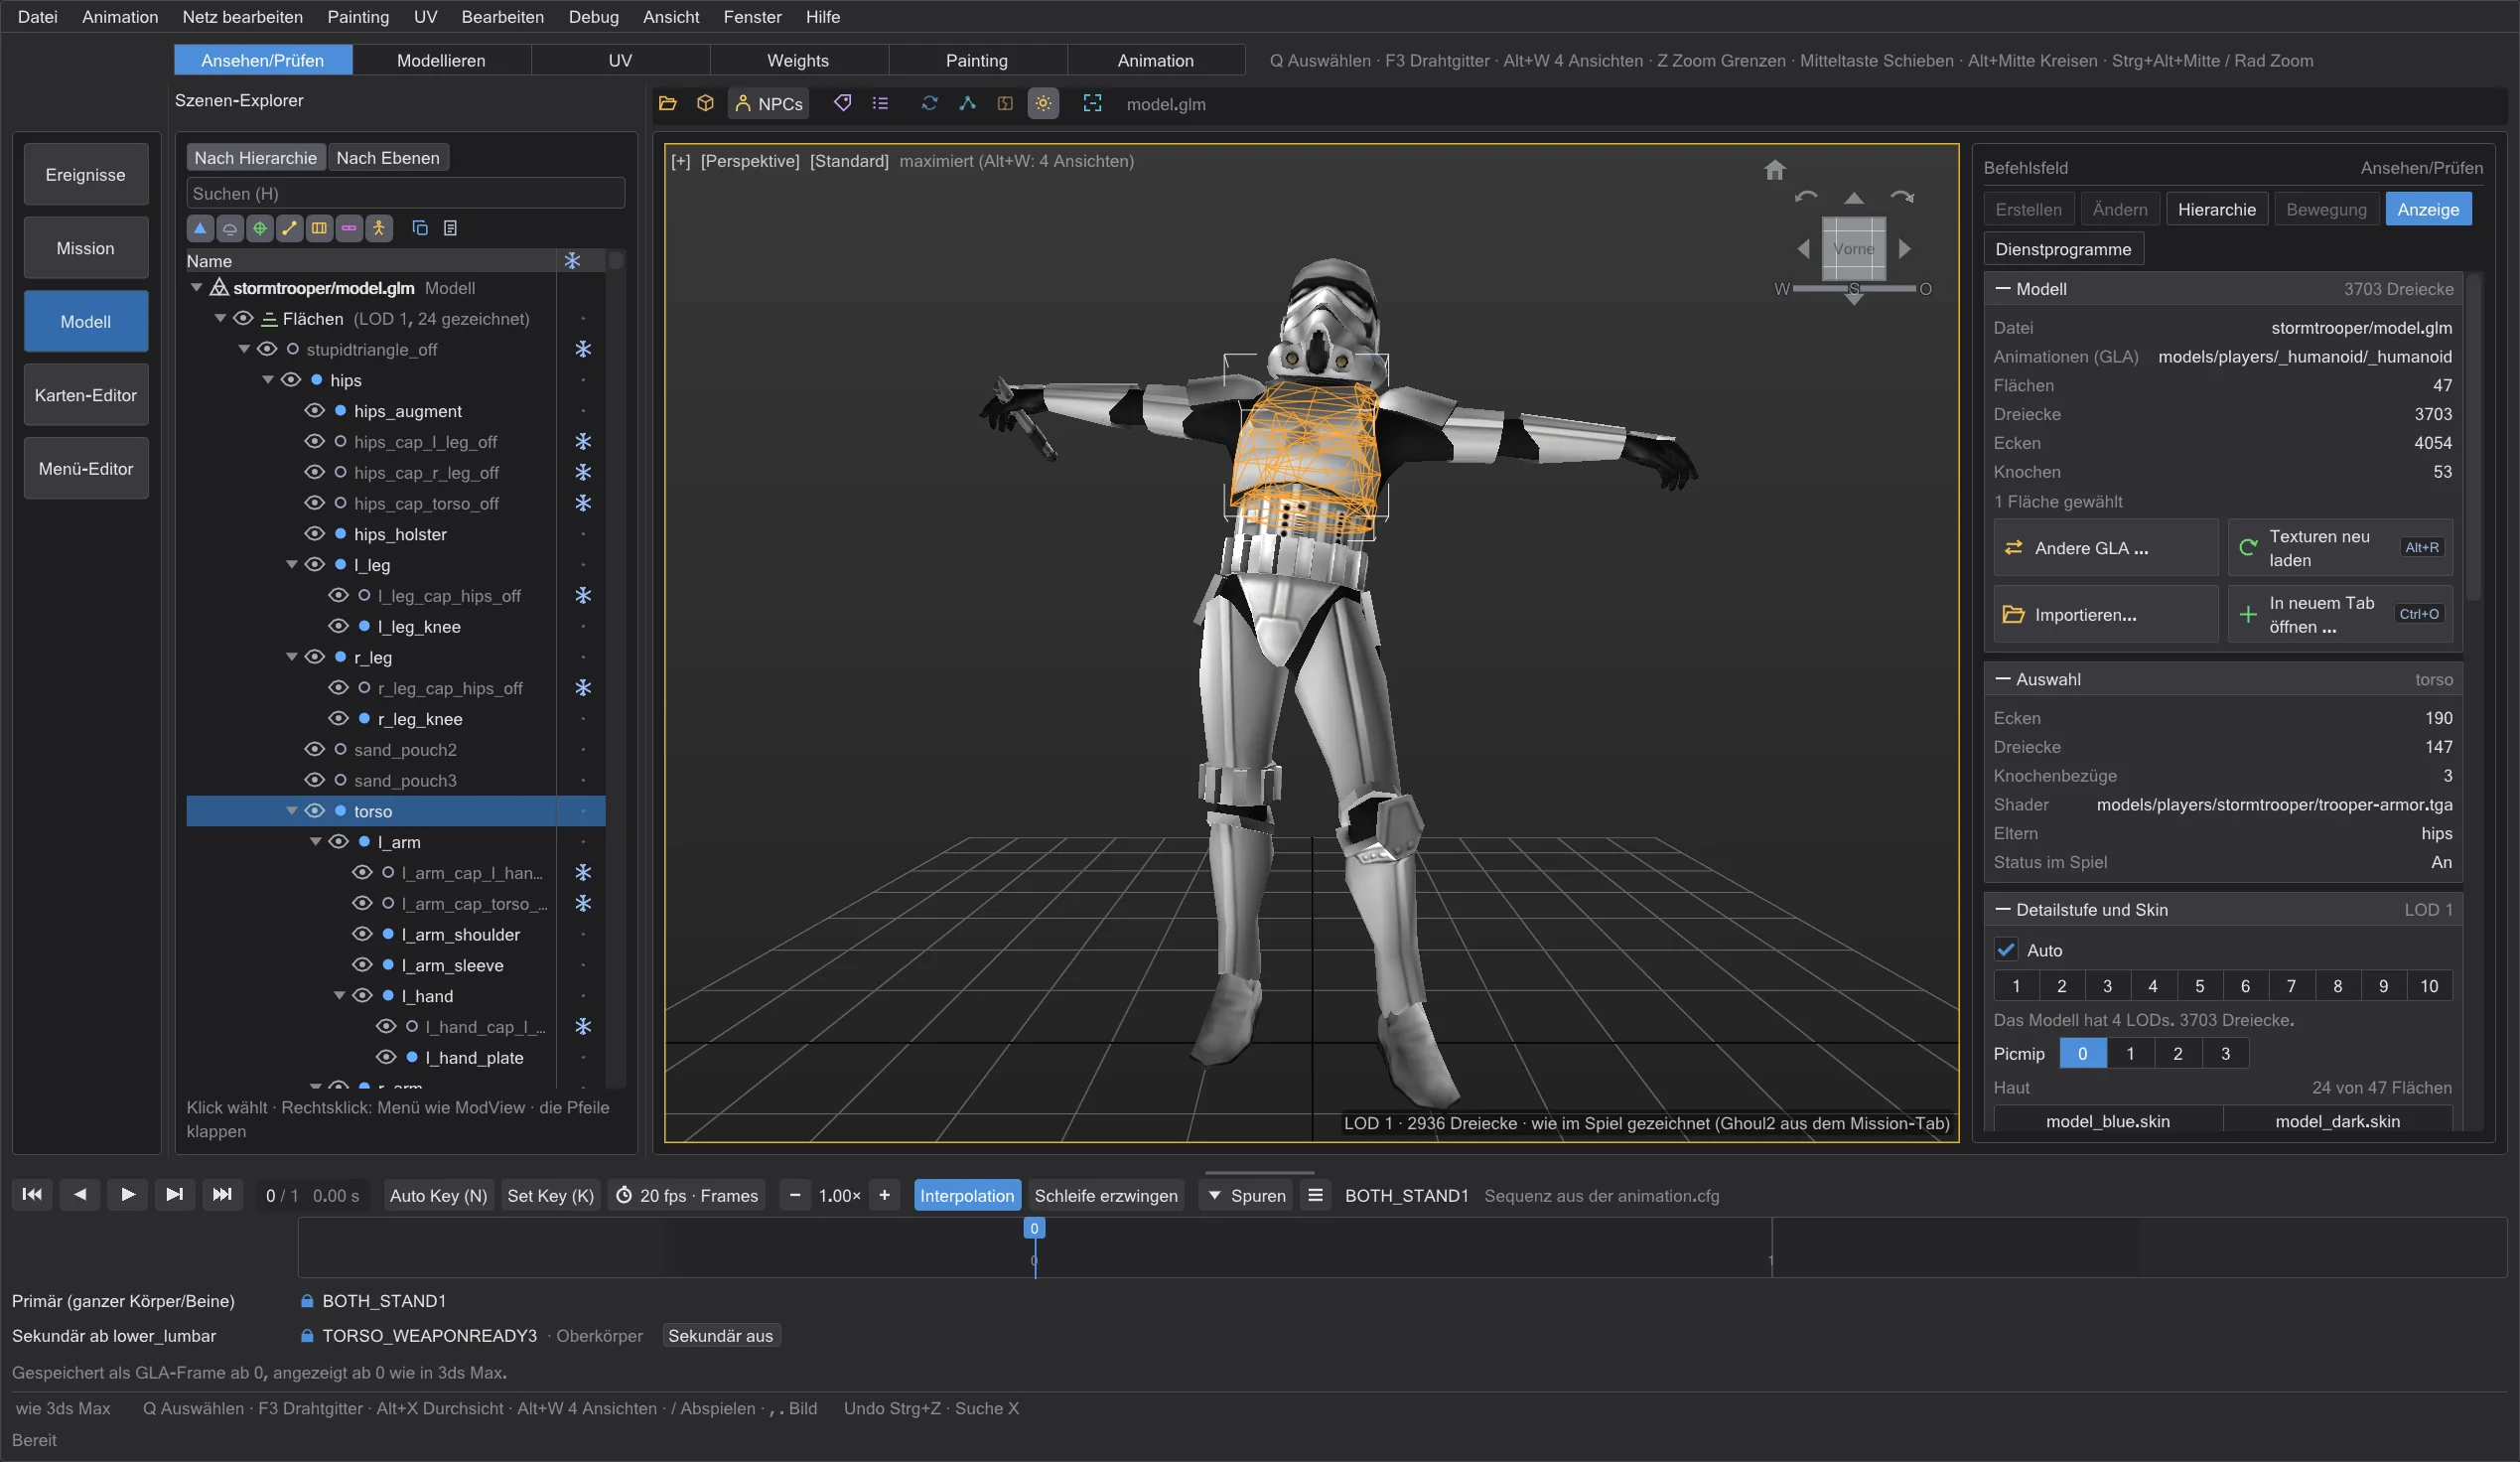 Datei Animation Netz bearbeiten Painting UV Bearbeiten Debug Ansicht Fenster Hilfe
Ansehen/Prüfen Modellieren UV Weights Painting Animation Q Auswählen · F3 Drahtgitter · Alt+W 4 Ansichten · Z Zoom Grenzen · Mitteltaste Schieben · Alt+Mitte Kreisen · Strg+Alt+Mitte / Rad Zoom
Szenen-Explorer
NPCs model.glm
Ereignisse
Mission
Modell
Karten-Editor
Menü-Editor
Nach Hierarchie Nach Ebenen
Suchen (H)
Name
stormtrooper/model.glm Modell
Flächen (LOD 1, 24 gezeichnet)
stupidtriangle_off
hips
hips_augment
hips_cap_l_leg_off
hips_cap_r_leg_off
hips_cap_torso_off
hips_holster
l_leg
l_leg_cap_hips_off
l_leg_knee
r_leg
r_leg_cap_hips_off
r_leg_knee
sand_pouch2
sand_pouch3
torso
l_arm
l_arm_cap_l_han...
l_arm_cap_torso_...
l_arm_shoulder
l_arm_sleeve
l_hand
l_hand_cap_l_...
l_hand_plate
r_arm
Klick wählt · Rechtsklick: Menü wie ModView · die Pfeile
klappen
[+] [Perspektive] [Standard] maximiert (Alt+W: 4 Ansichten)
Vorne
W S O
LOD 1 · 2936 Dreiecke · wie im Spiel gezeichnet (Ghoul2 aus dem Mission-Tab)
Befehlsfeld Ansehen/Prüfen
Erstellen Ändern Hierarchie Bewegung Anzeige
Dienstprogramme
Modell 3703 Dreiecke
Datei stormtrooper/model.glm
Animationen (GLA) models/players/_humanoid/_humanoid
Flächen 47
Dreiecke 3703
Ecken 4054
Knochen 53
1 Fläche gewählt
Andere GLA ... Texturen neu laden Alt+R
Importieren... In neuem Tab öffnen ... Ctrl+O
Auswahl torso
Ecken 190
Dreiecke 147
Knochenbezüge 3
Shader models/players/stormtrooper/trooper-armor.tga
Eltern hips
Status im Spiel An
Detailstufe und Skin LOD 1
Auto
1 2 3 4 5 6 7 8 9 10
Das Modell hat 4 LODs. 3703 Dreiecke.
Picmip 0 1 2 3
Haut 24 von 47 Flächen
model_blue.skin model_dark.skin
0 / 1 0.00 s Auto Key (N) Set Key (K) 20 fps · Frames − 1.00× + Interpolation Schleife erzwingen Spuren BOTH_STAND1 Sequenz aus der animation.cfg
0
0 1
Primär (ganzer Körper/Beine) BOTH_STAND1
Sekundär ab lower_lumbar TORSO_WEAPONREADY3 · Oberkörper Sekundär aus
Gespeichert als GLA-Frame ab 0, angezeigt ab 0 wie in 3ds Max.
wie 3ds Max Q Auswählen · F3 Drahtgitter · Alt+X Durchsicht · Alt+W 4 Ansichten · / Abspielen · , . Bild Undo Strg+Z · Suche X
Bereit